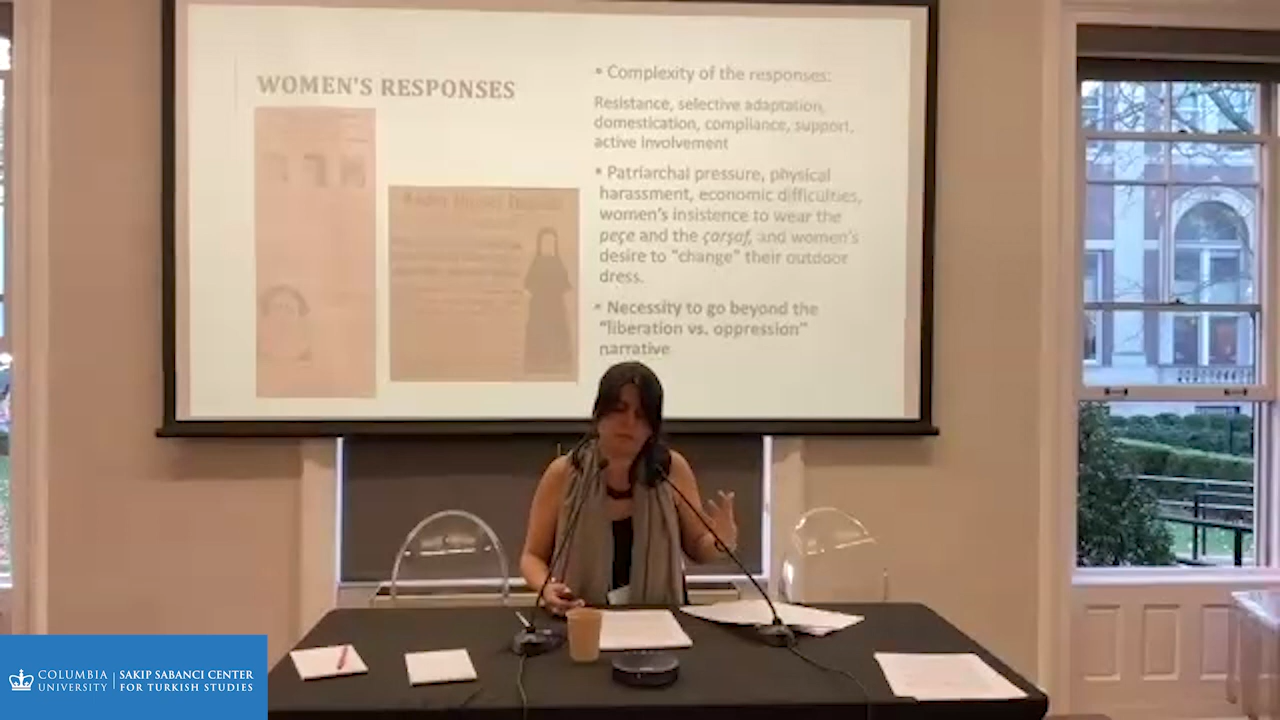 WOMEN'S RESPONSES
• Complexity of the responses:
Resistance, selective adaptation,
domestication, compliance, support,
active involvement
• Patriarchal pressure, physical
harassment, economic difficulties,
women's insistence to wear the
peçe and the çarşaf, and women's
desire to "change" their outdoor
dress.
• Necessity to go beyond the
"liberation vs. oppression"
narrative
COLUMBIA
UNIVERSITY
SAKIP SABANCI CENTER
FOR TURKISH STUDIES